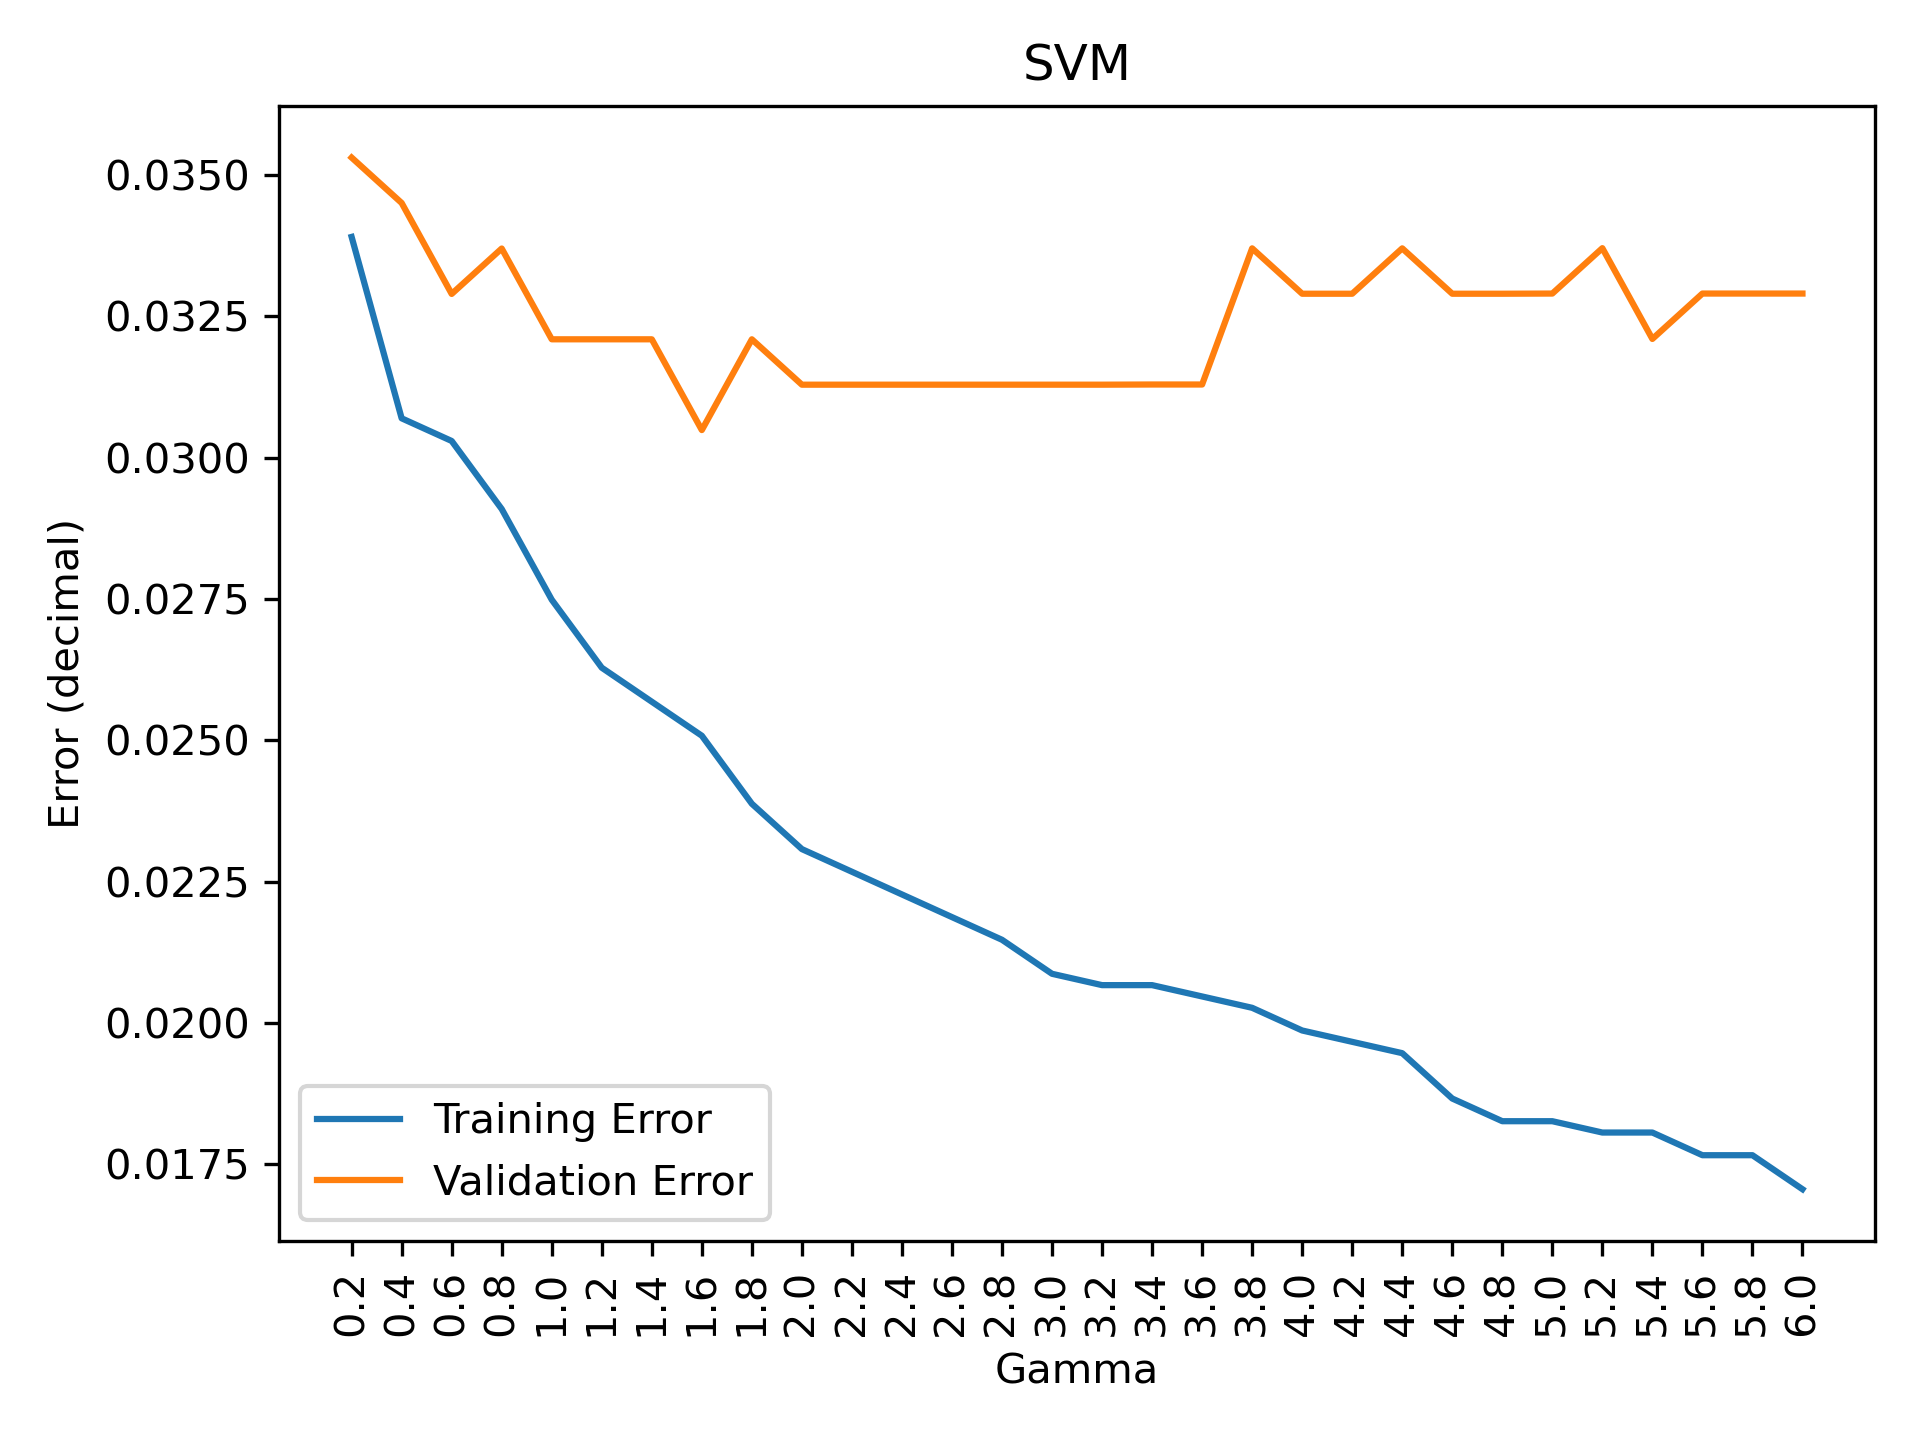 SVM
0.0350
0.0325
0.0300
0.0275
0.0250
0.0225
0.0200
0.0175
Error (decimal)
Training Error
Validation Error
0.2 0.4 0.6 0.8 1.0 1.2 1.4 1.6 1.8 2.0 2.2 2.4 2.6 2.8 3.0 3.2 3.4 3.6 3.8 4.0 4.2 4.4 4.6 4.8 5.0 5.2 5.4 5.6 5.8 6.0
Gamma